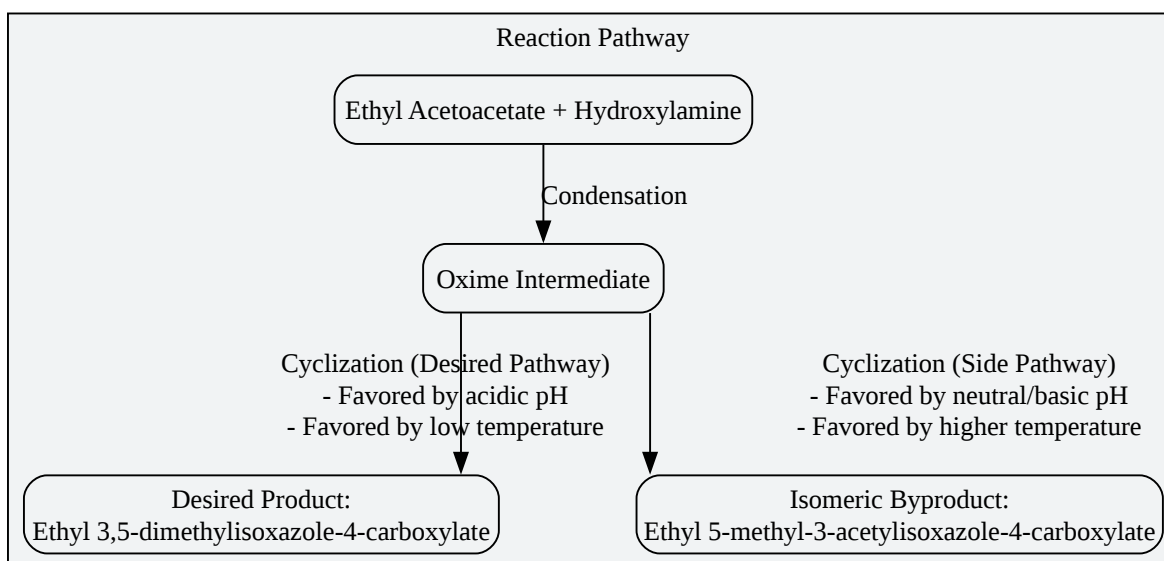 Reaction Pathway
Ethyl Acetoacetate + Hydroxylamine
Condensation
Oxime Intermediate
Cyclization (Desired Pathway)
- Favored by acidic pH
- Favored by low temperature
Cyclization (Side Pathway)
- Favored by neutral/basic pH
- Favored by higher temperature
Desired Product:
Ethyl 3,5-dimethylisoxazole-4-carboxylate
Isomeric Byproduct:
Ethyl 5-methyl-3-acetylisoxazole-4-carboxylate